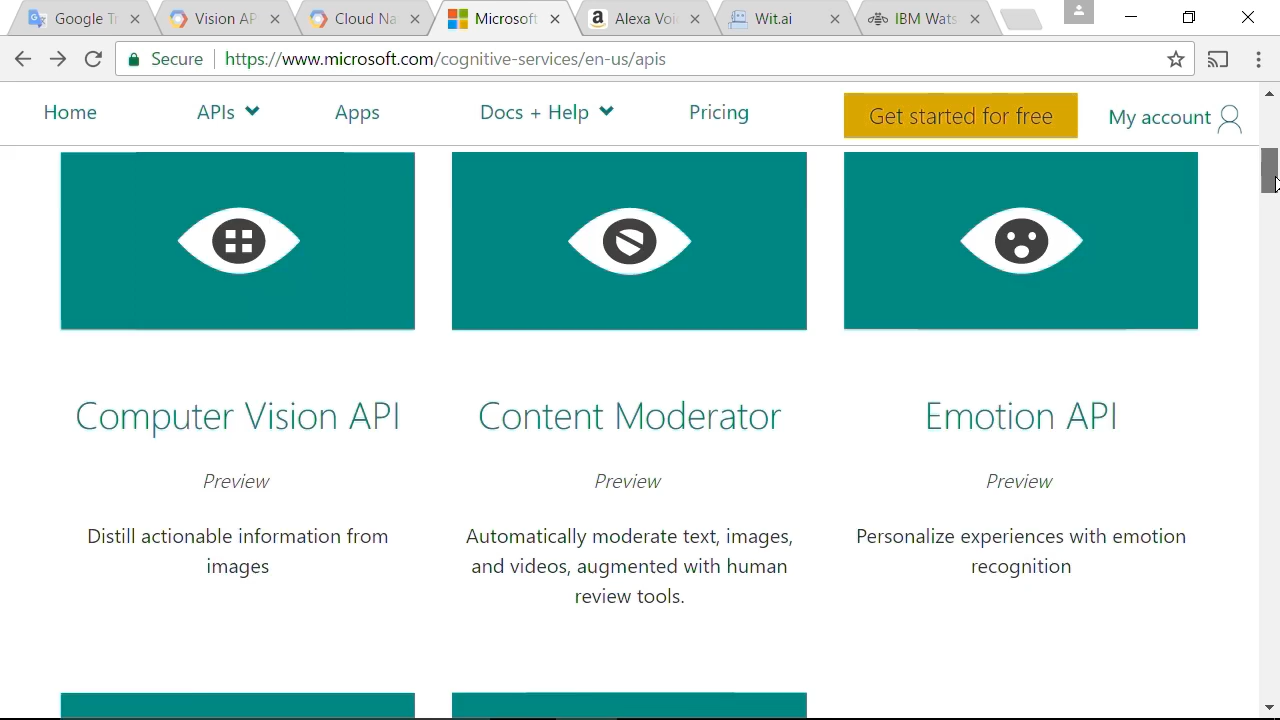 Google Tr
Vision AP
Cloud Na
Microsoft
Alexa Voi
Wit.ai
IBM Wats
Secure
https://www.microsoft.com/cognitive-services/en-us/apis
Home
APIs
Apps
Docs + Help
Pricing
Get started for free
My account
Computer Vision API
Content Moderator
Emotion API
Preview
Preview
Preview
Distill actionable information from
images
Automatically moderate text, images,
and videos, augmented with human
review tools.
Personalize experiences with emotion
recognition